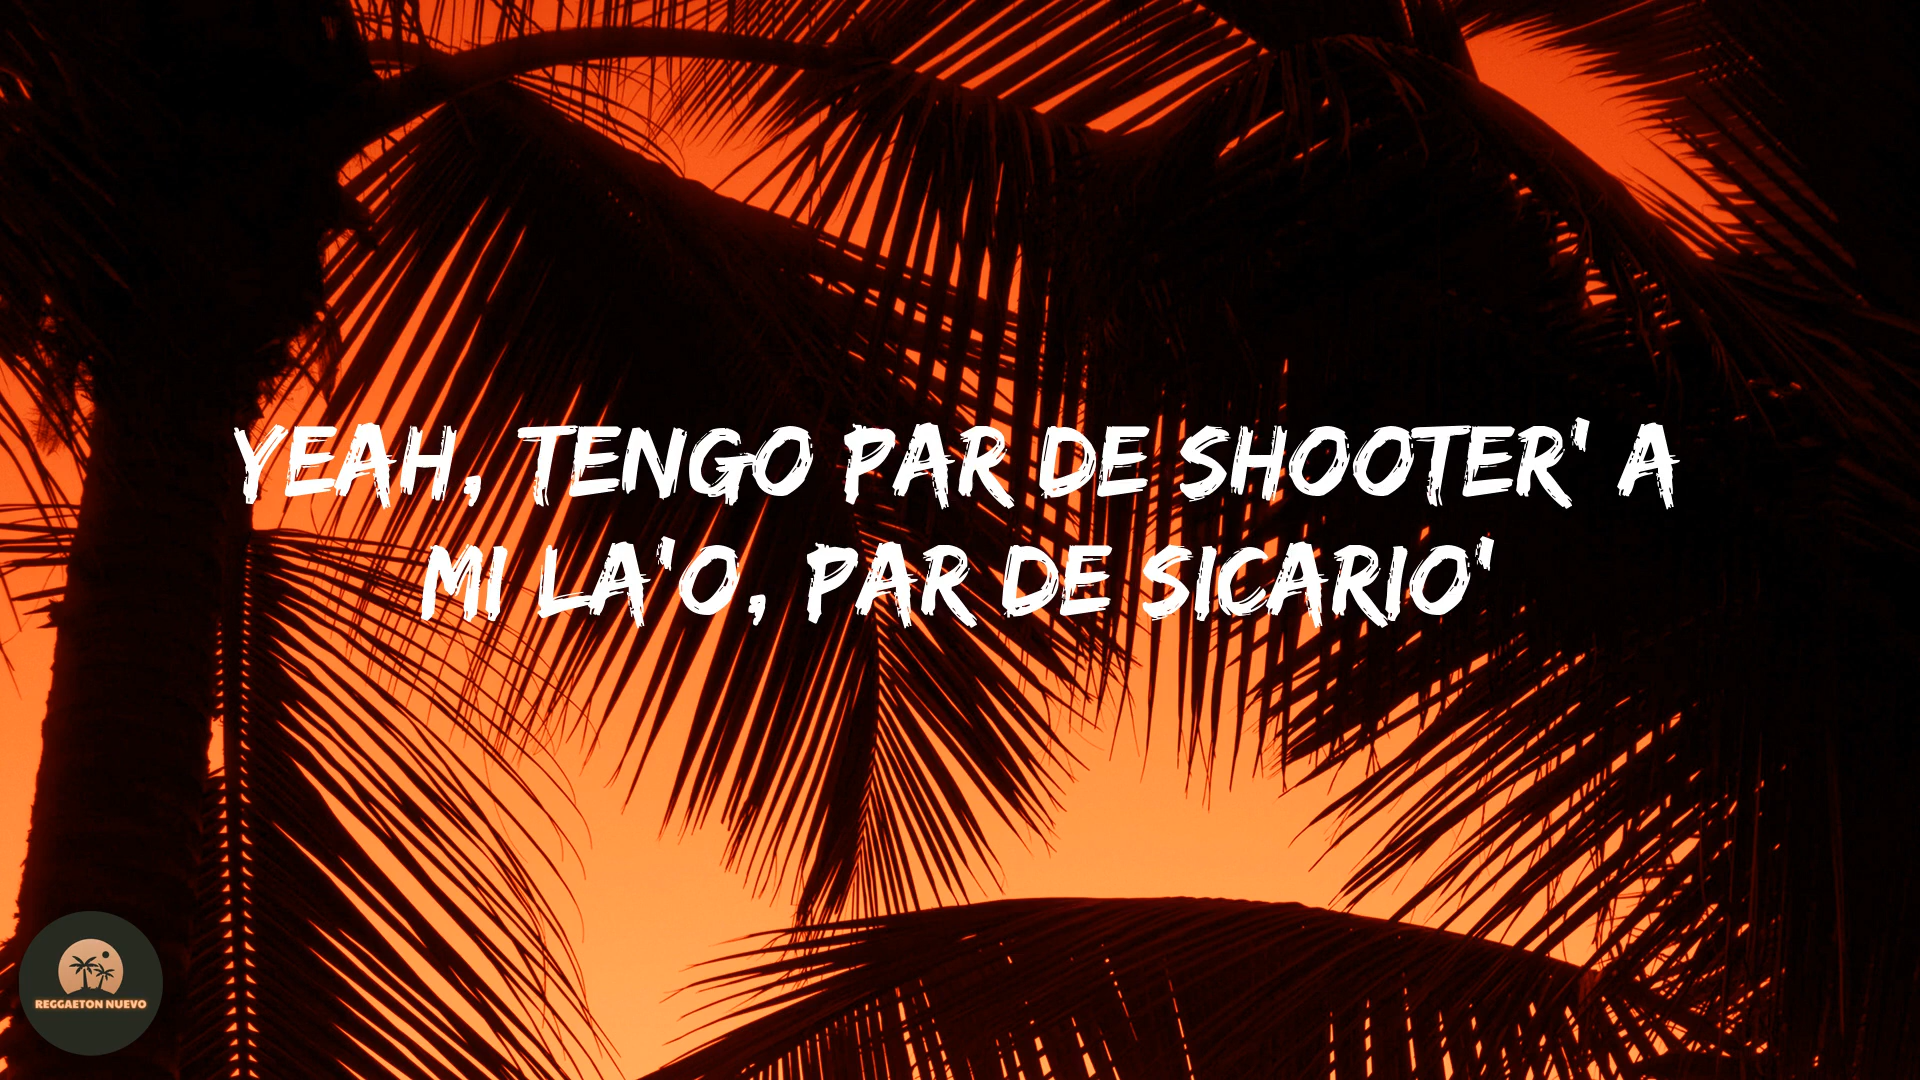 YEAH, TENGO PAR DE SHOOTER' A
MI LA'O, PAR DE SICARIO'
REGGAETON NUEVO